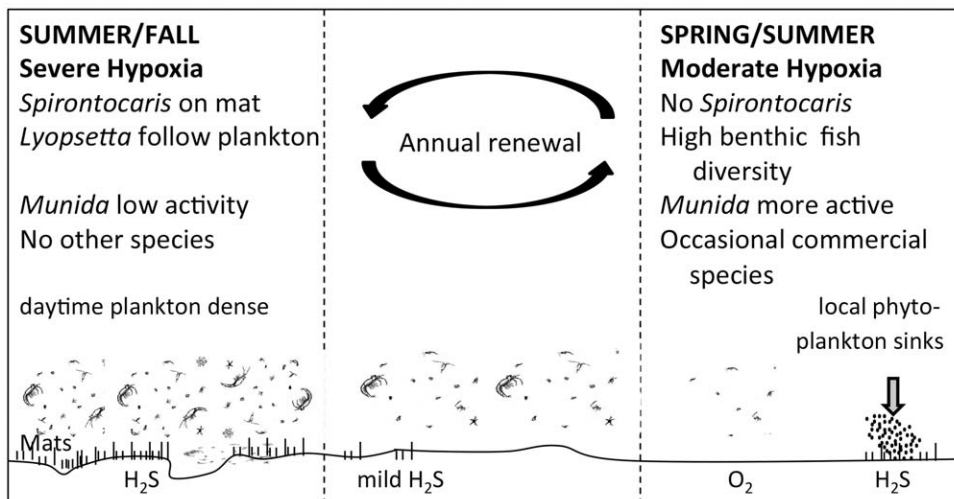 SUMMER/FALL
Severe Hypoxia
Spirontocaris on mat
Lyopsetta follow plankton
Munida low activity
No other species
daytime plankton dense
Mats
H₂S
Annual renewal
mild H₂S
SPRING/SUMMER
Moderate Hypoxia
No Spirontocaris
High benthic fish
diversity
Munida more active
Occasional commercial
species
local phyto-
plankton sinks
O₂
H₂S